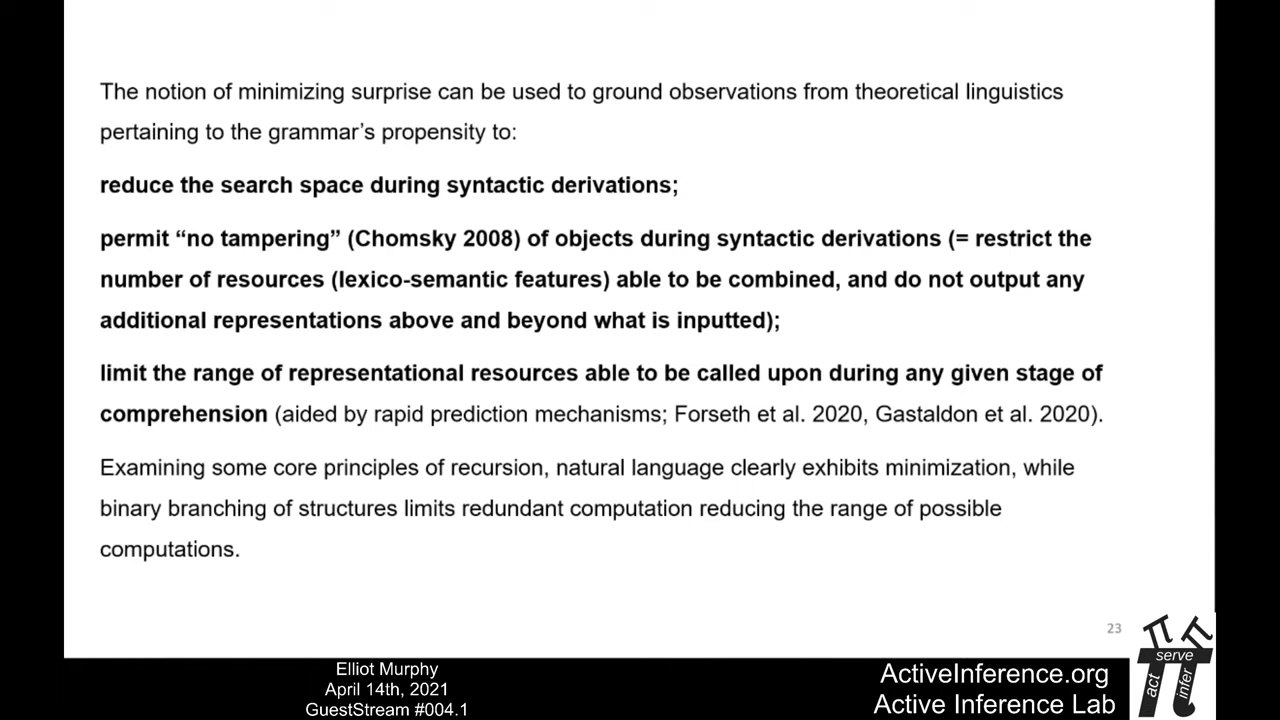 The notion of minimizing surprise can be used to ground observations from theoretical linguistics
pertaining to the grammar’s propensity to:
reduce the search space during syntactic derivations;
permit “no tampering” (Chomsky 2008) of objects during syntactic derivations (= restrict the
number of resources (lexico-semantic features) able to be combined, and do not output any
additional representations above and beyond what is inputted);
limit the range of representational resources able to be called upon during any given stage of
comprehension (aided by rapid prediction mechanisms; Forseth et al. 2020, Gastaldon et al. 2020).
Examining some core principles of recursion, natural language clearly exhibits minimization, while
binary branching of structures limits redundant computation reducing the range of possible
computations.
23
Elliot Murphy
April 14th, 2021
GuestStream #004.1
ActiveInference.org
Active Inference Lab
π π
serve
act infer